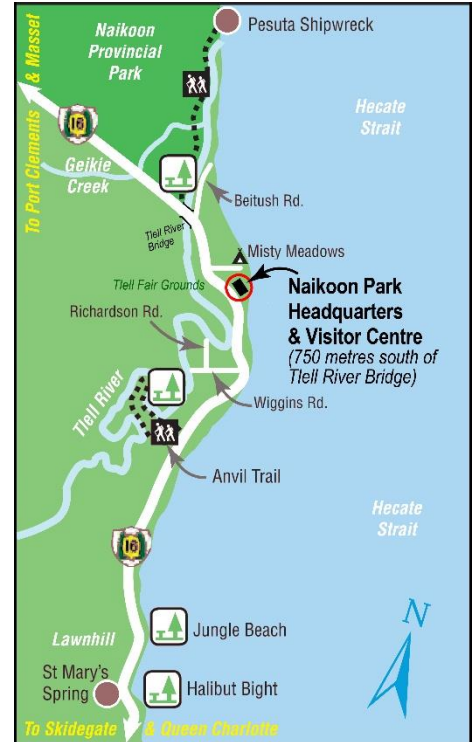 Naikoon
Provincial
Park
Pesuta Shipwreck
To Port Clements & Masset
16
Hecate
Strait
Geikie
Creek
Beitush Rd.
Tlell River
Bridge
Misty Meadows
Tlell Fair Grounds
Naikoon Park
Headquarters
& Visitor Centre
(750 metres south of
Tlell River Bridge)
Richardson Rd.
Tlell River
Wiggins Rd.
Anvil Trail
Hecate
Strait
16
N
Lawnhill
Jungle Beach
St Mary's
Spring
Halibut Bight
To Skidegate & Queen Charlotte